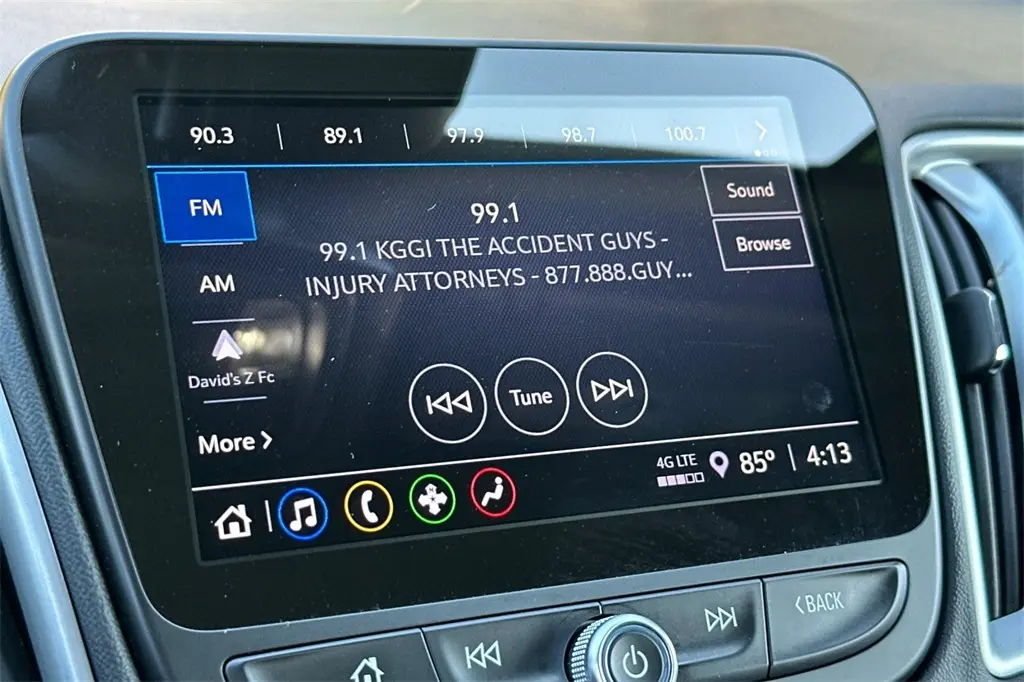 90.3 | 89.1 | 97.9 | 98.7 | 100.7
FM
99.1
Sound
99.1 KGGI THE ACCIDENT GUYS -
INJURY ATTORNEYS - 877.888.GUY...
Browse
AM
David's Z Fc
Tune
More
4G LTE
85° | 4:13
BACK